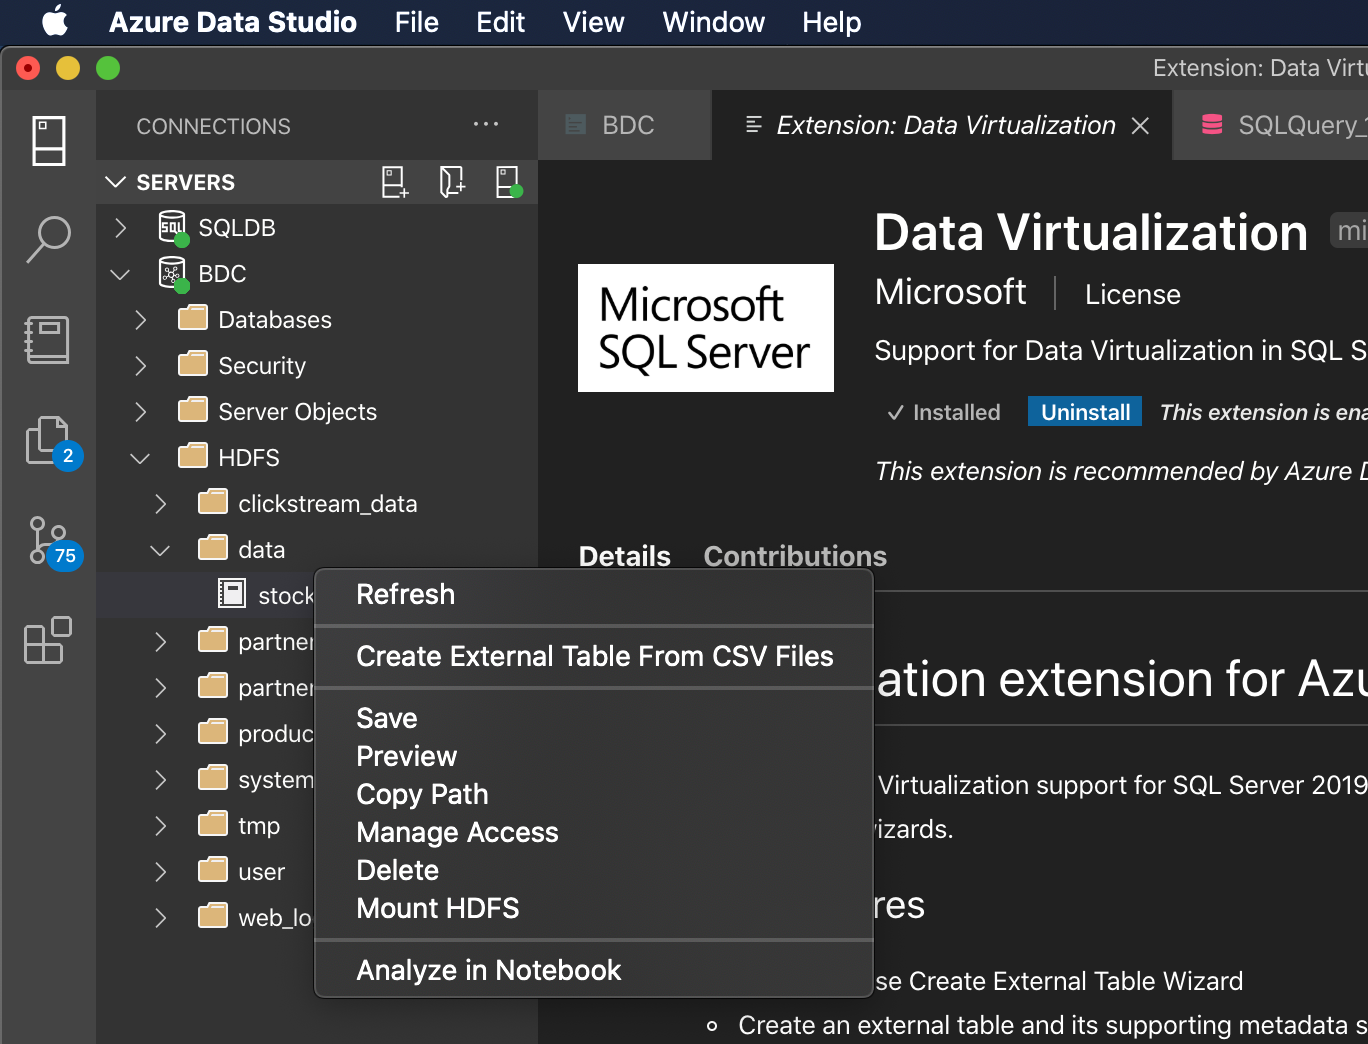 Azure Data Studio File Edit View Window Help
Extension: Data
CONNECTIONS
BDC
Extension: Data Virtualization
SQLQuery_
SERVERS
SQLDB
BDC
Databases
Security
Server Objects
HDFS
clickstream_data
data
stock
partner
partner
produc
system
tmp
user
web_lo
2
75
Refresh
Create External Table From CSV Files
Save
Preview
Copy Path
Manage Access
Delete
Mount HDFS
Analyze in Notebook
Microsoft
SQL Server
Data Virtualization
Microsoft License
Support for Data Virtualization in SQL S
Installed Uninstall This extension is ena
This extension is recommended by Azure D
Details Contributions
ation extension for Azu
Virtualization support for SQL Server 2019
izards.
res
se Create External Table Wizard
Create an external table and its supporting metadata s